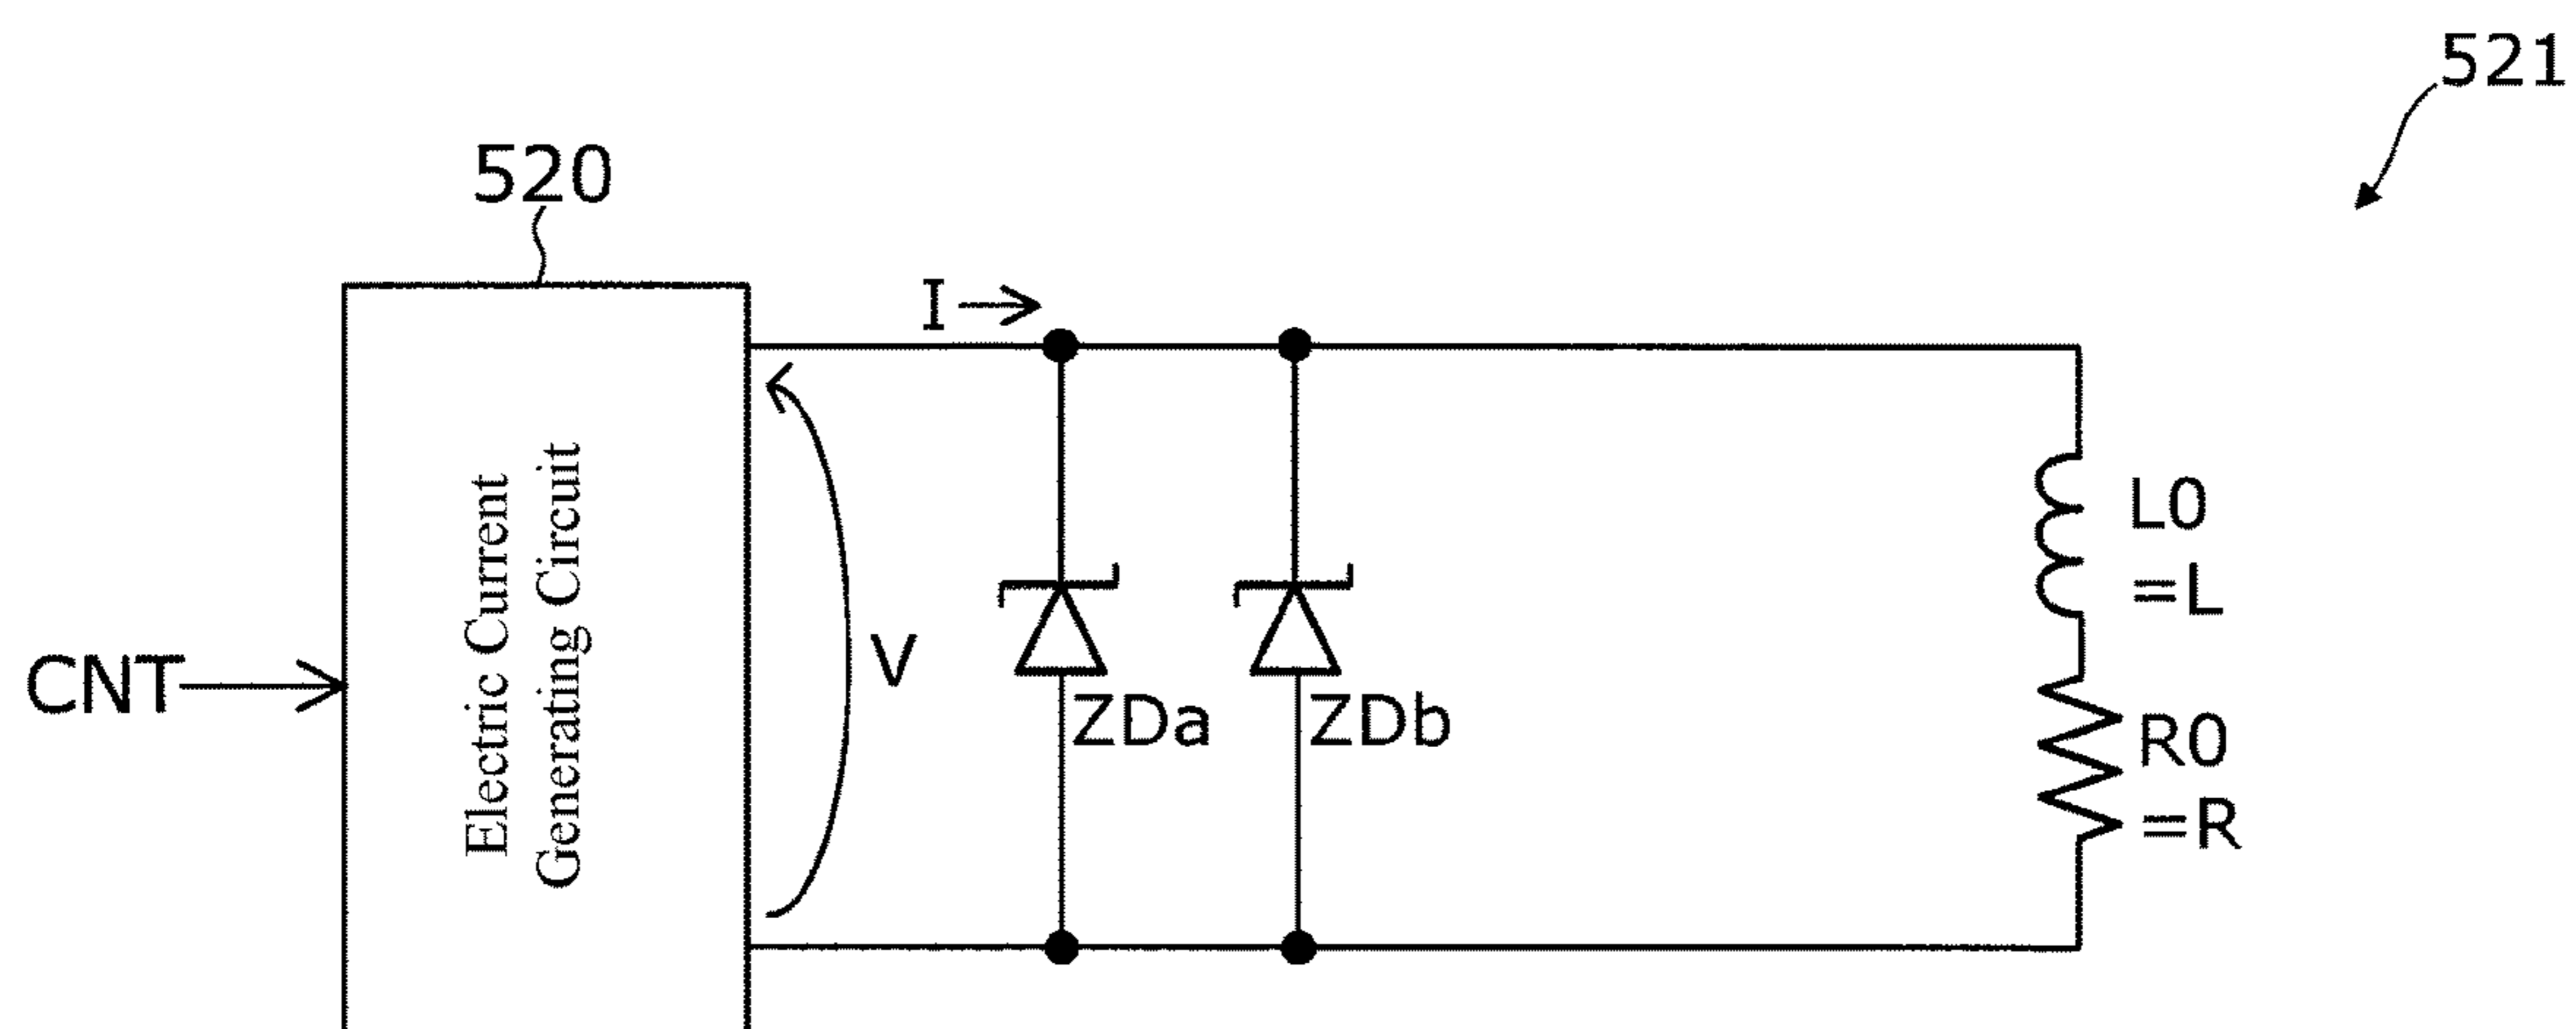 521
520
I
CNT
Electric Current
Generating Circuit
V
ZDa
ZDb
L0
=L
R0
=R